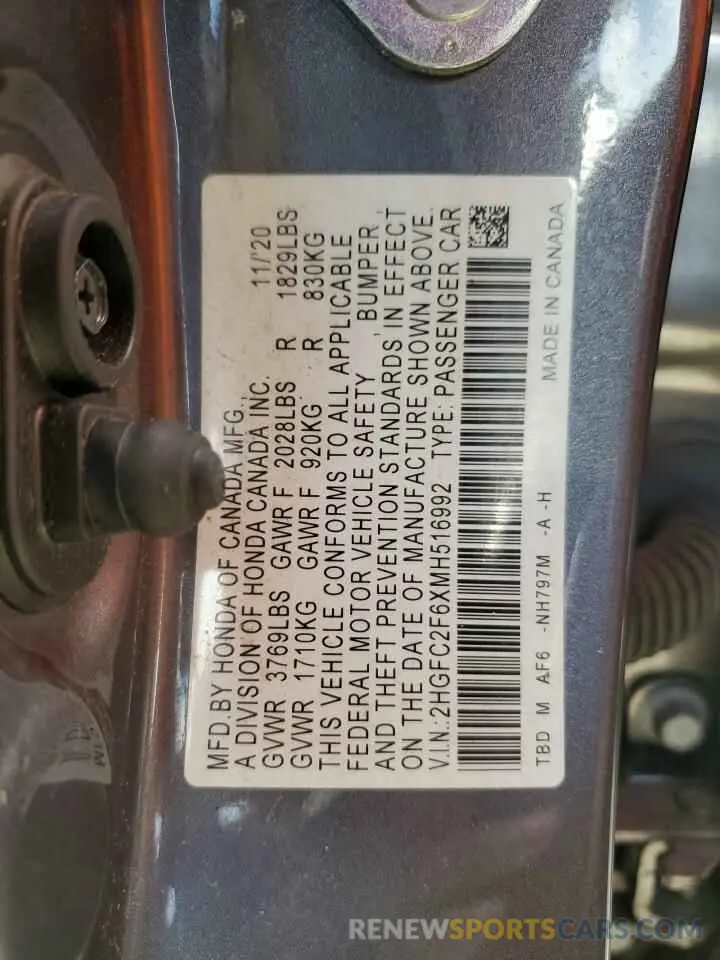 MFD.BY HONDA OF CANADA MFG.,
A DIVISION OF HONDA CANADA INC. 11/'20
GVWR 3769LBS GAWR F 2028LBS R 1829LBS
GVWR 1710KG GAWR F 920KG R 830KG
THIS VEHICLE CONFORMS TO ALL APPLICABLE
FEDERAL MOTOR VEHICLE SAFETY , BUMPER ,
AND THEFT PREVENTION STANDARDS IN EFFECT
ON THE DATE OF MANUFACTURE SHOWN ABOVE.
V.I.N.:2HGFC2F6XMH516992 TYPE: PASSENGER CAR
TBD M AF6 -NH797M -A -H MADE IN CANADA
RENEWSPORTSCARS.COM